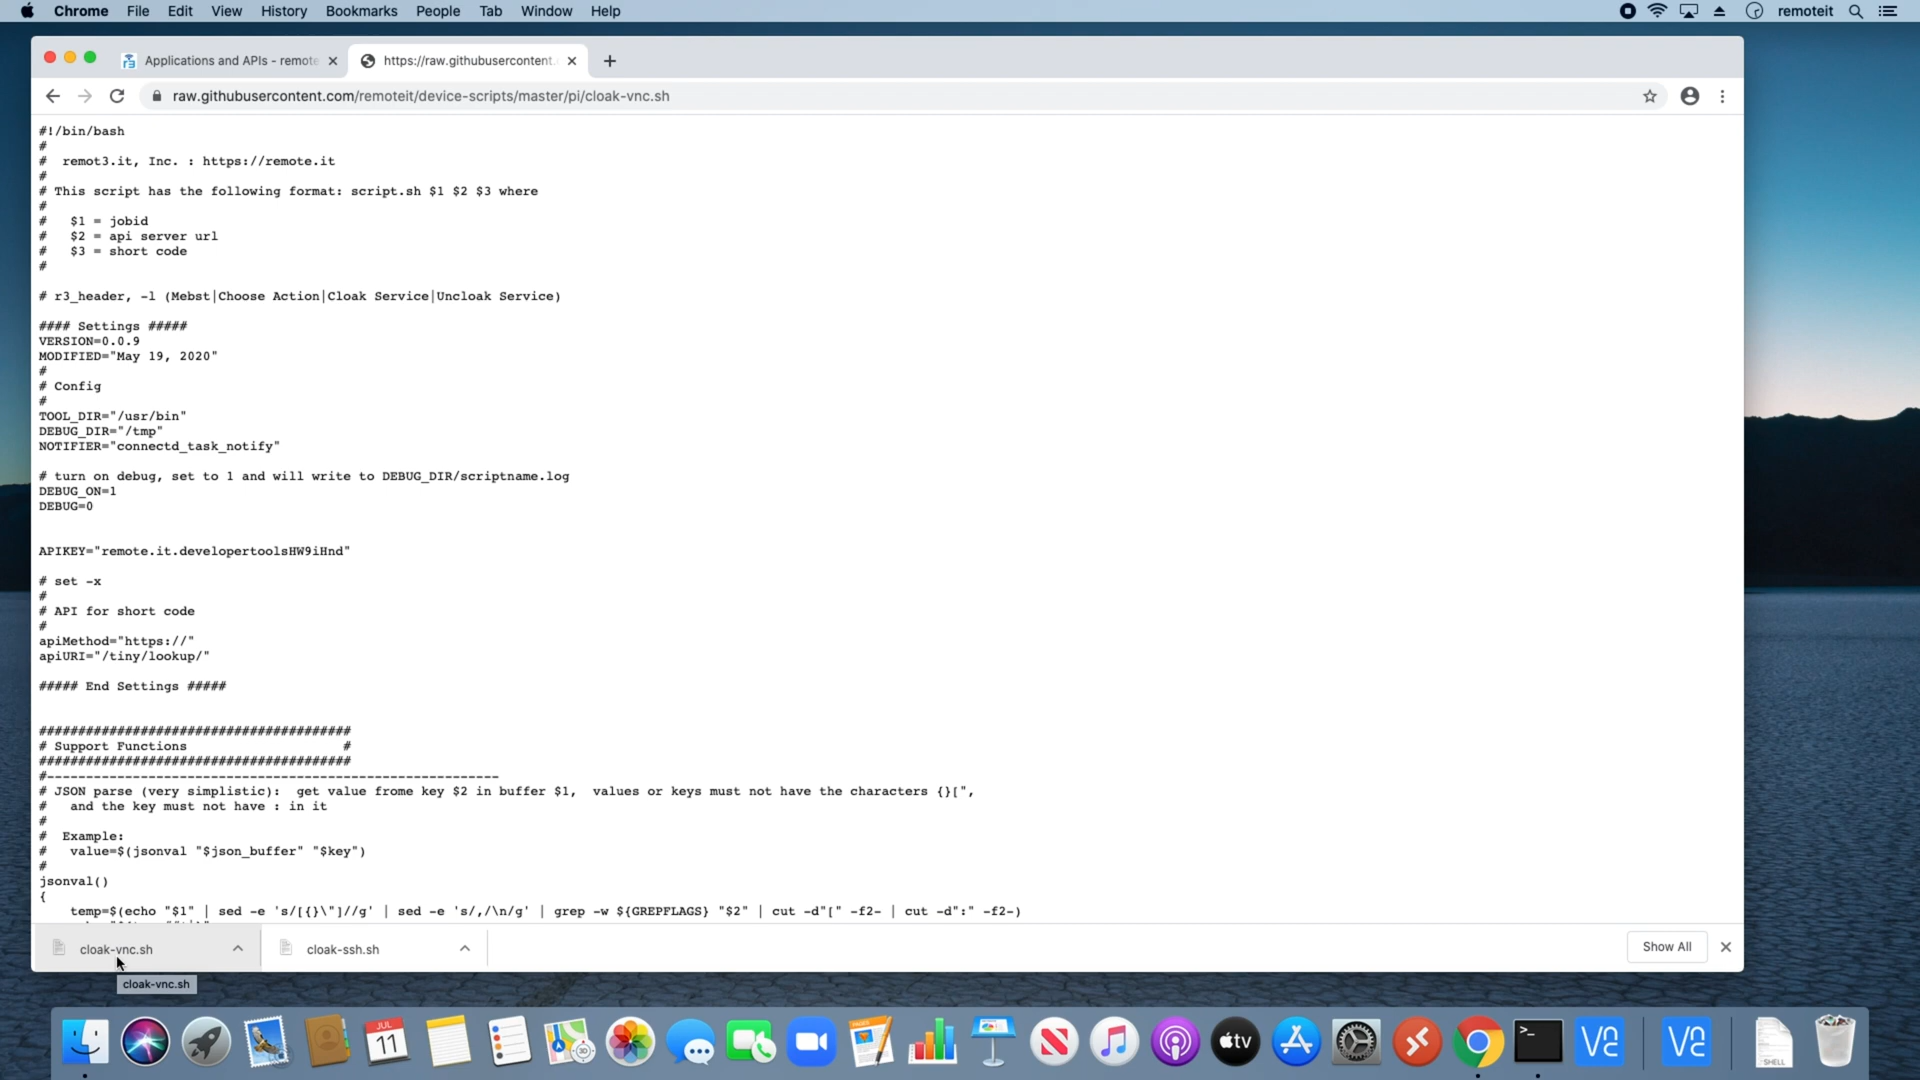 Chrome File Edit View History Bookmarks People Tab Window Help remoteit
Applications and APIs - remote
https://raw.githubusercontent.
raw.githubusercontent.com/remoteit/device-scripts/master/pi/cloak-vnc.sh
#!/bin/bash
#
#  remot3.it, Inc. : https://remote.it
#
# This script has the following format: script.sh $1 $2 $3 where
#
#   $1 = jobid
#   $2 = api server url
#   $3 = short code
#
# r3_header, -l (Mebst|Choose Action|Cloak Service|Uncloak Service)
#### Settings #####
VERSION=0.0.9
MODIFIED="May 19, 2020"
#
# Config
#
TOOL_DIR="/usr/bin"
DEBUG_DIR="/tmp"
NOTIFIER="connectd_task_notify"
# turn on debug, set to 1 and will write to DEBUG_DIR/scriptname.log
DEBUG_ON=1
DEBUG=0
APIKEY="remote.it.developertoolsHW9iHnd"
# set -x
#
# API for short code
#
apiMethod="https://"
apiURI="/tiny/lookup/"
##### End Settings #####
########################################
# Support Functions                    #
########################################
#----------------------------------------------------------
# JSON parse (very simplistic):  get value frome key $2 in buffer $1,  values or keys must not have the characters {}[",
#   and the key must not have : in it
#
#  Example:
#   value=$(jsonval "$json_buffer" "$key")
#
jsonval()
{
    temp=$(echo "$1" | sed -e 's/[{}\"]//g' | sed -e 's/,/\n/g' | grep -w ${GREPFLAGS} "$2" | cut -d"[" -f2- | cut -d":" -f2-)
cloak-vnc.sh
cloak-ssh.sh
Show All
cloak-vnc.sh
JUL
11
PAGES
3D
tv
>_
SHELL